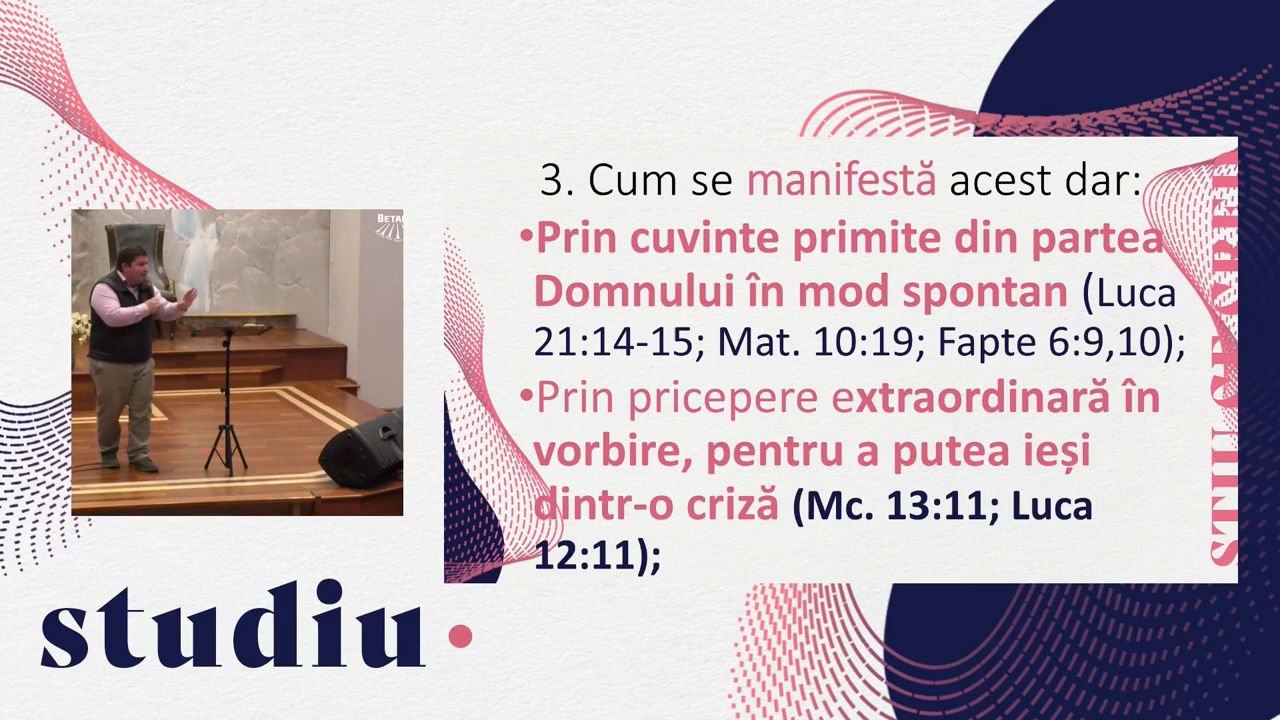 3. Cum se manifestă acest dar:
•Prin cuvinte primite din partea
Domnului în mod spontan (Luca
21:14-15; Mat. 10:19; Fapte 6:9,10);
•Prin pricepere extraordinară în
vorbire, pentru a putea ieși
dintr-o criză (Mc. 13:11; Luca
12:11);
studiu